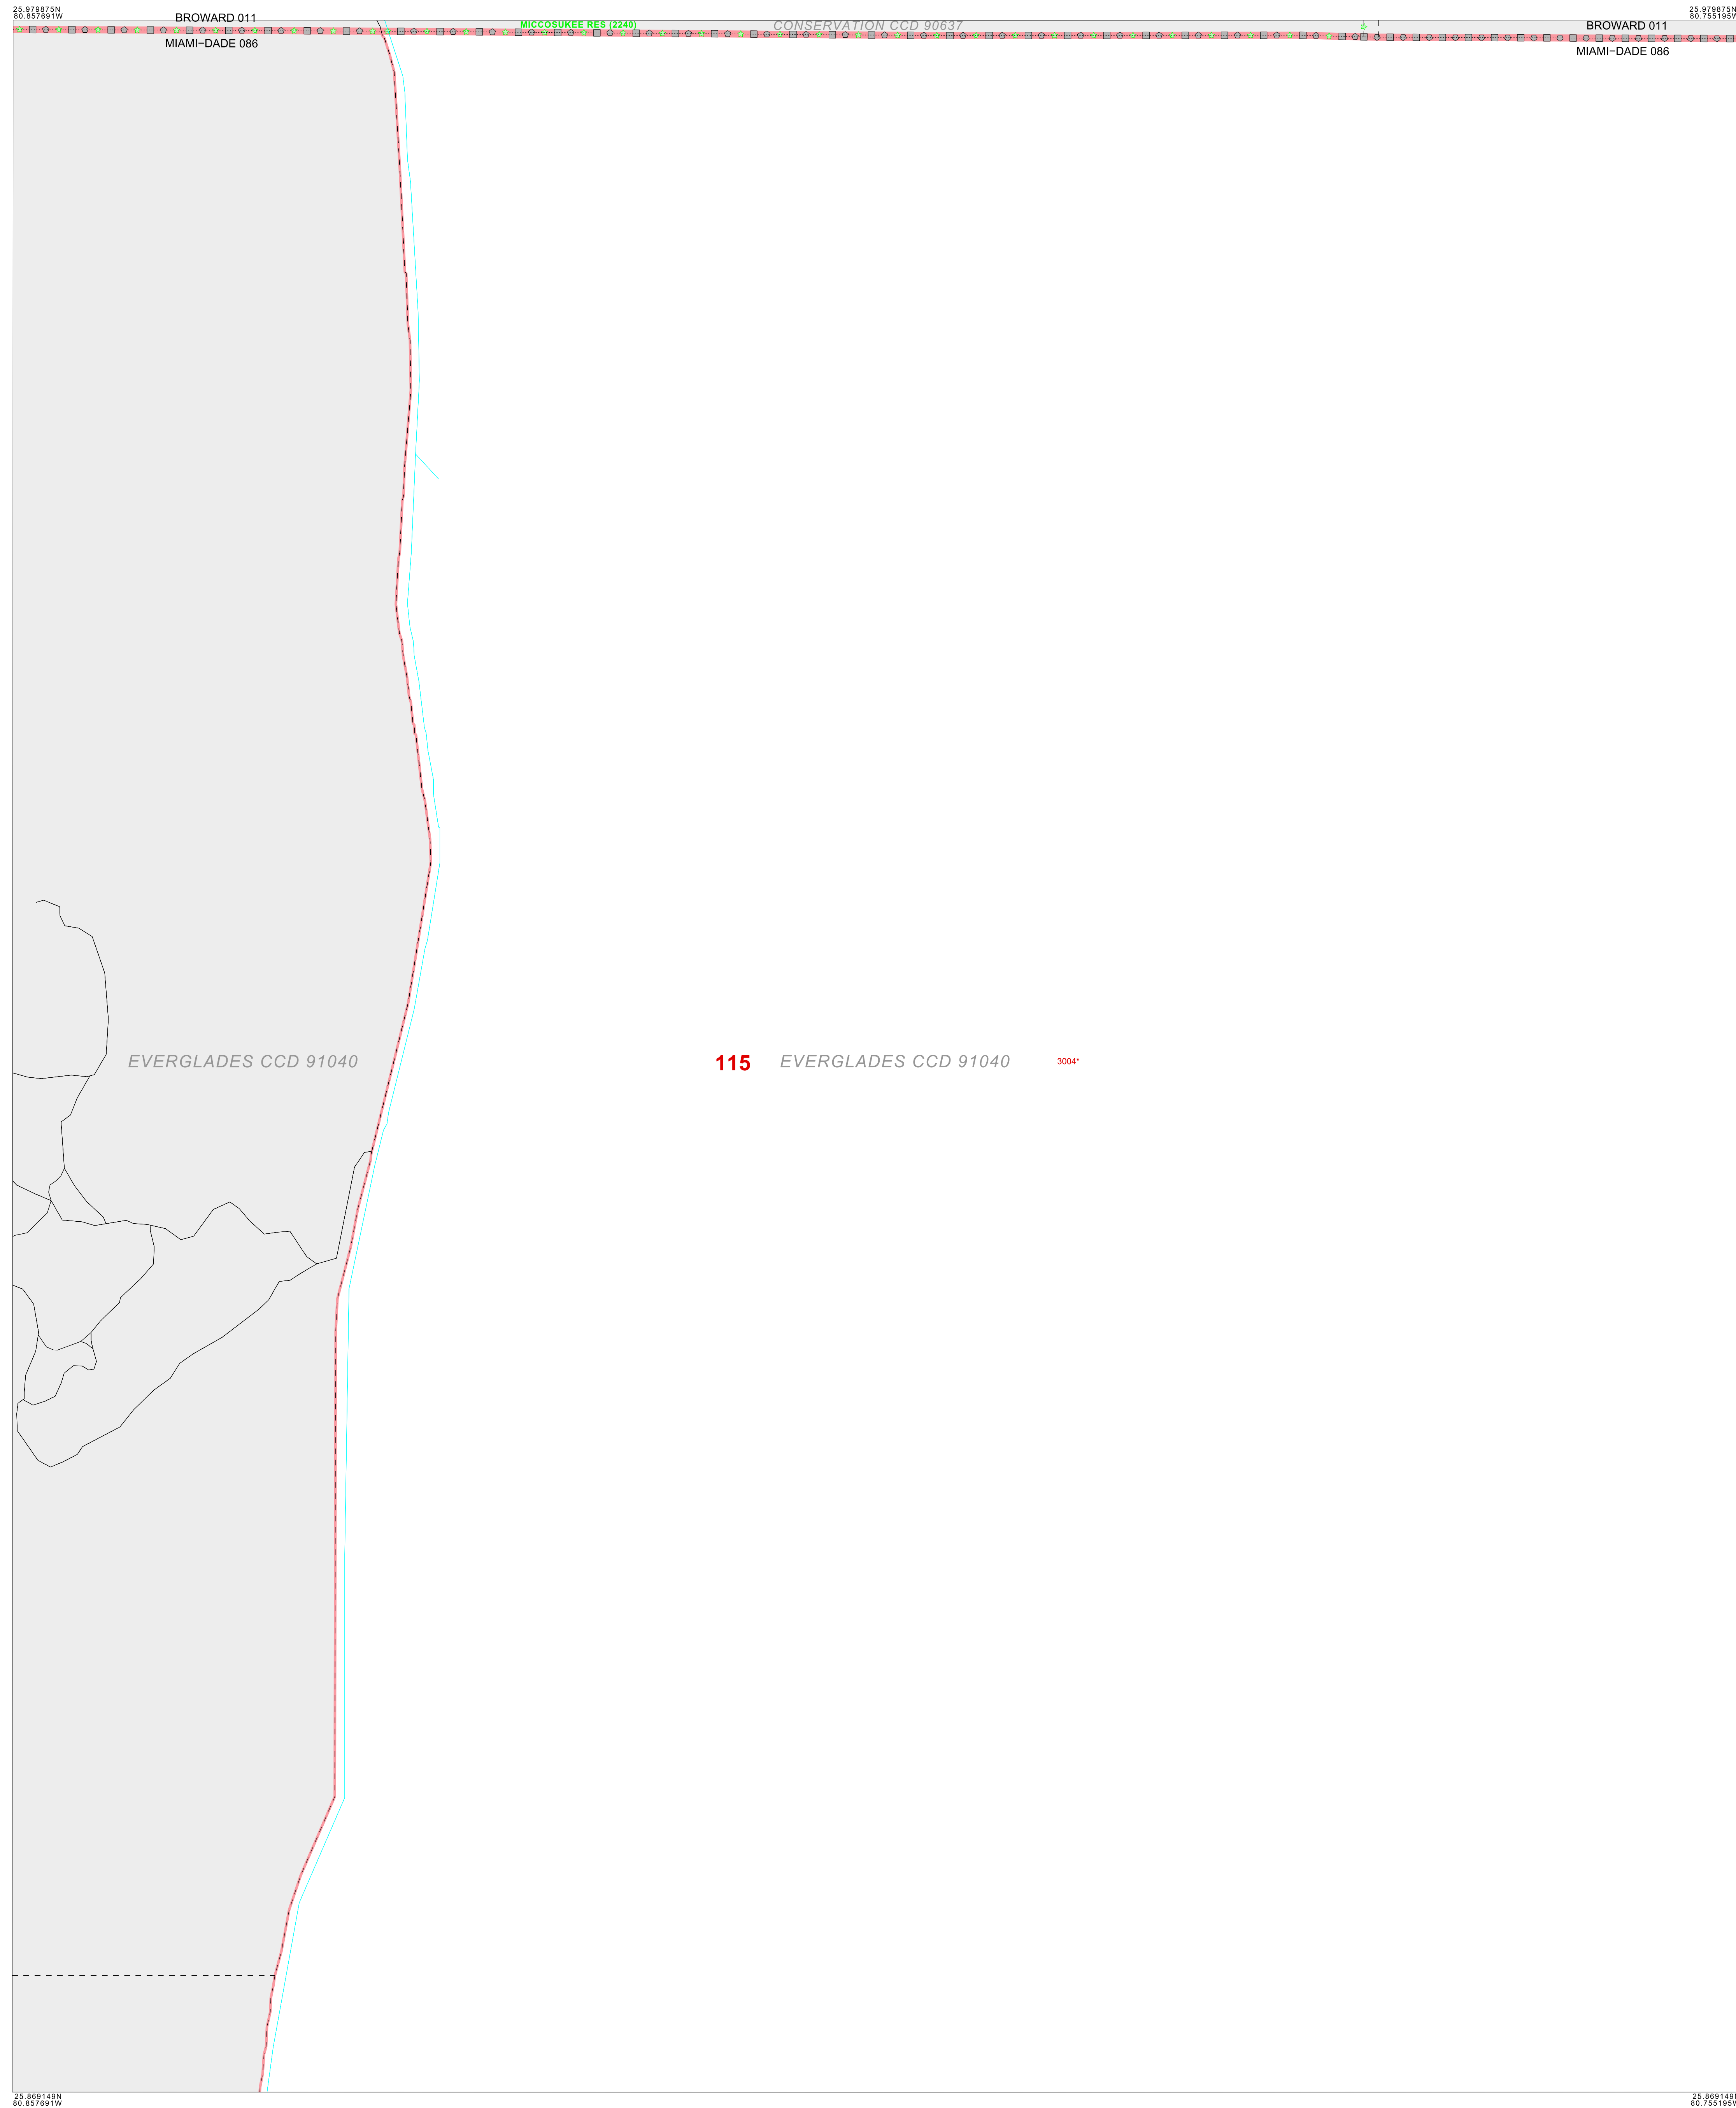 25.979875N
80.857691W
25.979875N
80.755195W
BROWARD 011
MICCOSUKEE RES (2240)
CONSERVATION CCD 90637
BROWARD 011
MIAMI−DADE 086
MIAMI−DADE 086
EVERGLADES CCD 91040
115
EVERGLADES CCD 91040
3004*
25.869149N
80.857691W
25.869149N
80.755195W